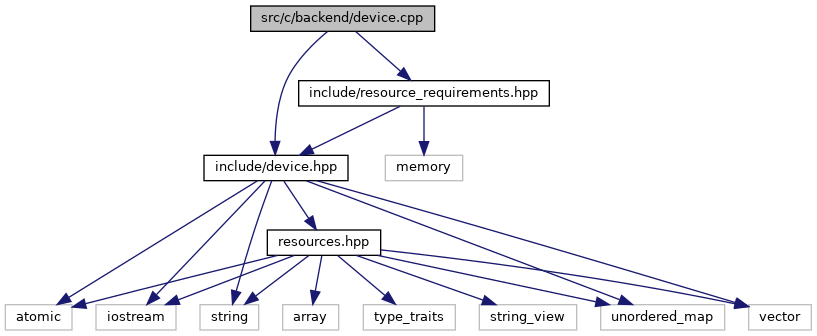 src/c/backend/device.cpp
include/resource_requirements.hpp
include/device.hpp
memory
resources.hpp
atomic
iostream
string
array
type_traits
string_view
unordered_map
vector